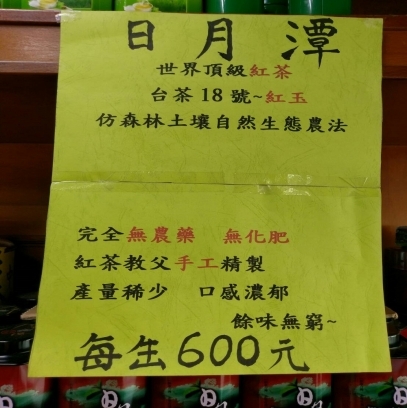 日月潭
世界頂級紅茶
台茶18號~紅玉
仿森林土壤自然生態農法
完全無農藥 無化肥
紅茶教父手工精製
產量稀少 口感濃郁
餘味無窮~
每生600元